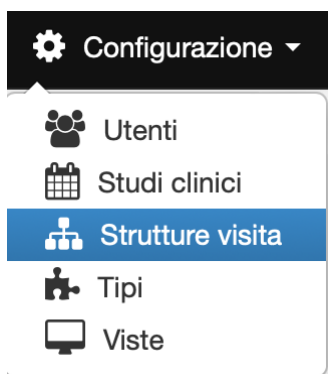 Configurazione
Utenti
Studi clinici
Strutture visita
Tipi
Viste